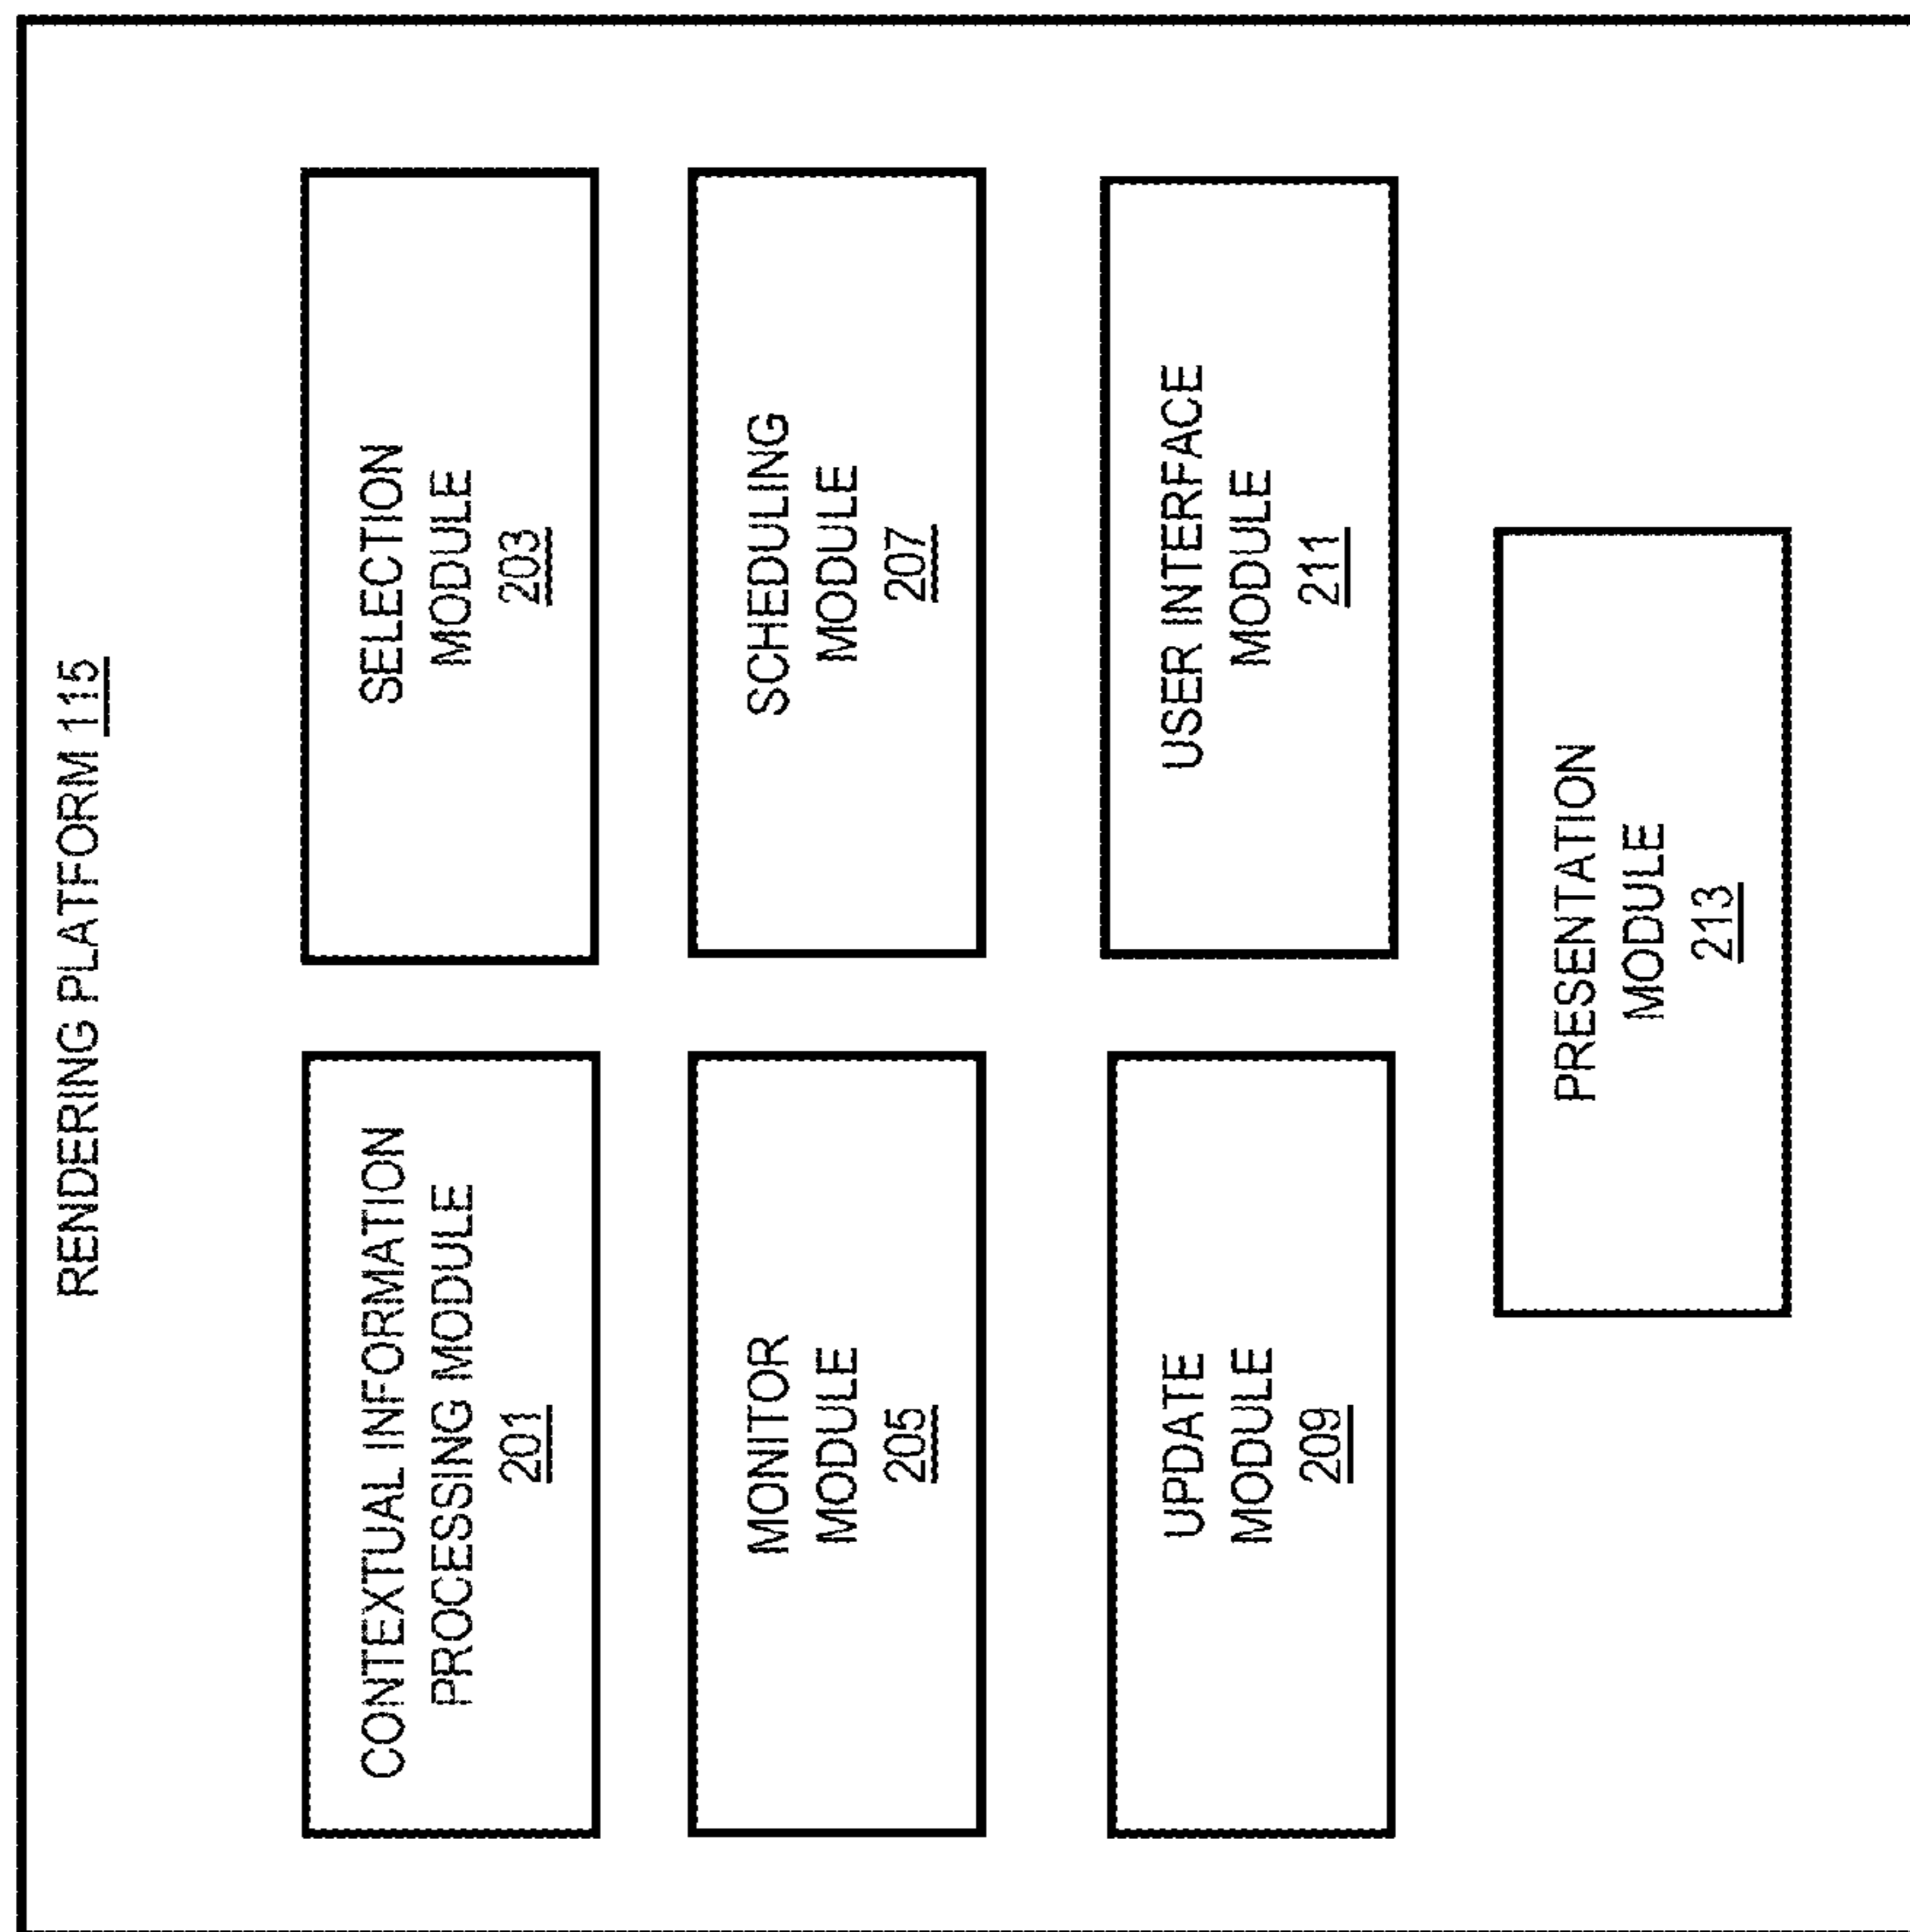 RENDERING PLATFORM 115
CONTEXTUAL INFORMATION
PROCESSING MODULE
201
SELECTION
MODULE
203
MONITOR
MODULE
205
SCHEDULING
MODULE
207
UPDATE
MODULE
209
USER INTERFACE
MODULE
211
PRESENTATION
MODULE
213